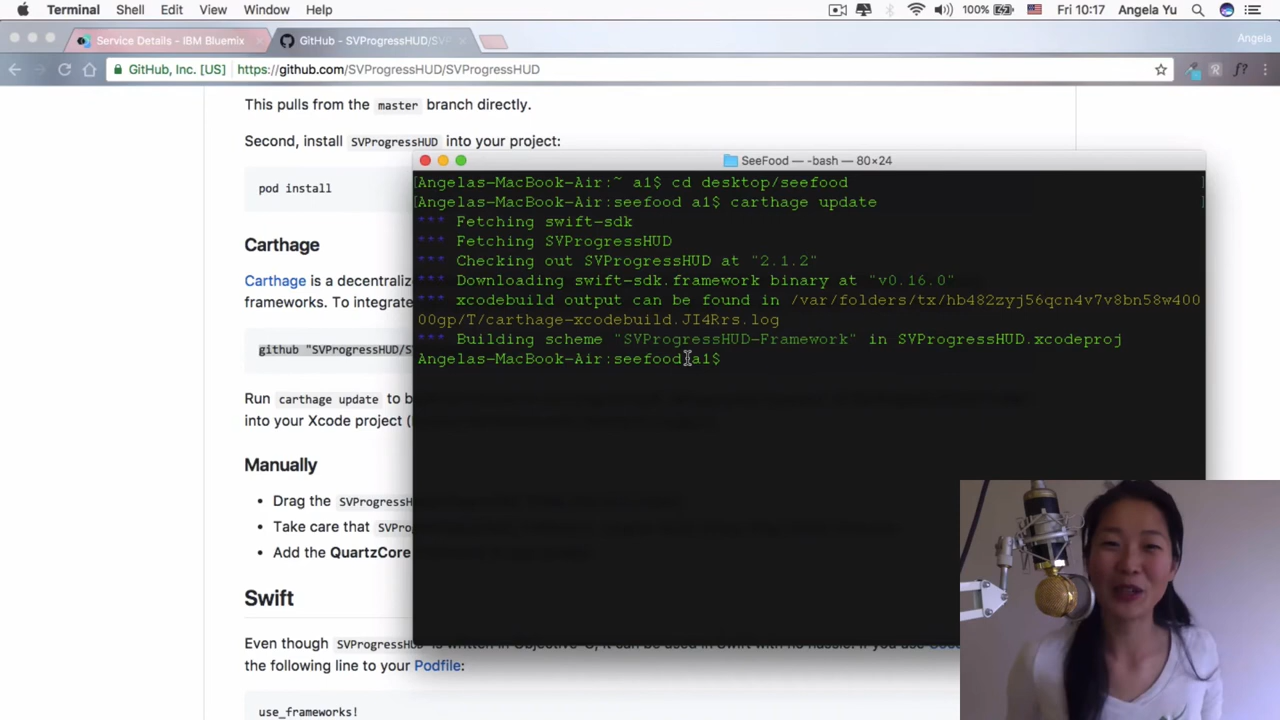 Terminal Shell Edit View Window Help 100% Fri 10:17 Angela Yu
Service Details - IBM Bluemix
GitHub - SVProgressHUD/SV
Angela
GitHub, Inc. [US] https://github.com/SVProgressHUD/SVProgressHUD
This pulls from the master branch directly.
Second, install SVProgressHUD into your project:
pod install
Carthage
Carthage is a decentraliz
frameworks. To integrate
github "SVProgressHUD/S
Run carthage update to b
into your Xcode project (
Manually
• Drag the SVProgressH
• Take care that SVPro
• Add the QuartzCore
Swift
Even though SVProgressHU
the following line to your Podfile:
use_frameworks!
SeeFood — -bash — 80×24
[Angelas-MacBook-Air:~ a1$ cd desktop/seefood ]
[Angelas-MacBook-Air:seefood a1$ carthage update ]
*** Fetching swift-sdk
*** Fetching SVProgressHUD
*** Checking out SVProgressHUD at "2.1.2"
*** Downloading swift-sdk.framework binary at "v0.16.0"
*** xcodebuild output can be found in /var/folders/tx/hb482zyj56qcn4v7v8bn58w400
00gp/T/carthage-xcodebuild.JI4Rrs.log
*** Building scheme "SVProgressHUD-Framework" in SVProgressHUD.xcodeproj
Angelas-MacBook-Air:seefood a1$